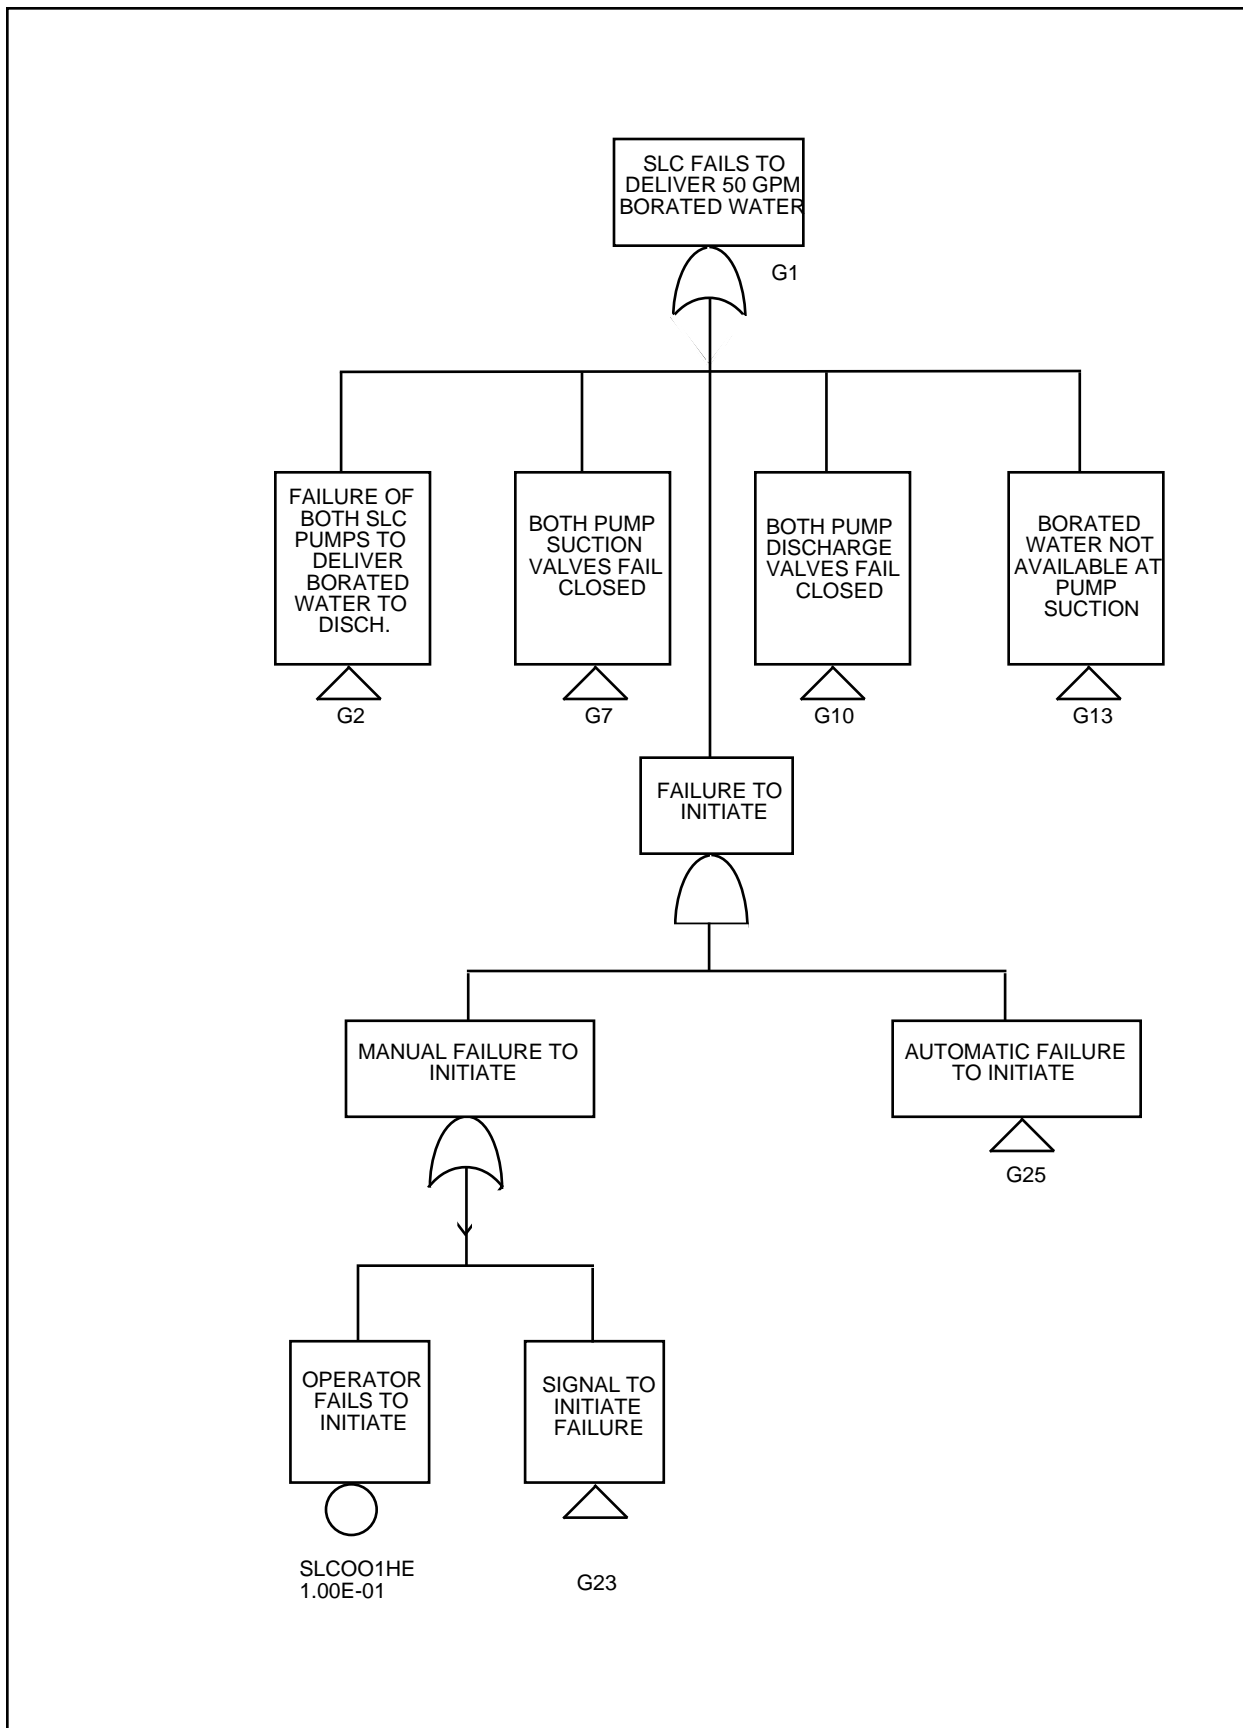 SLC FAILS TO
DELIVER 50 GPM
BORATED WATER
G1
FAILURE OF
BOTH SLC
PUMPS TO
DELIVER
BORATED
WATER TO
DISCH.
G2
BOTH PUMP
SUCTION
VALVES FAIL
CLOSED
G7
BOTH PUMP
DISCHARGE
VALVES FAIL
CLOSED
G10
BORATED
WATER NOT
AVAILABLE AT
PUMP
SUCTION
G13
FAILURE TO
INITIATE
MANUAL FAILURE TO
INITIATE
AUTOMATIC FAILURE
TO INITIATE
G25
OPERATOR
FAILS TO
INITIATE
SLCOO1HE
1.00E-01
SIGNAL TO
INITIATE
FAILURE
G23